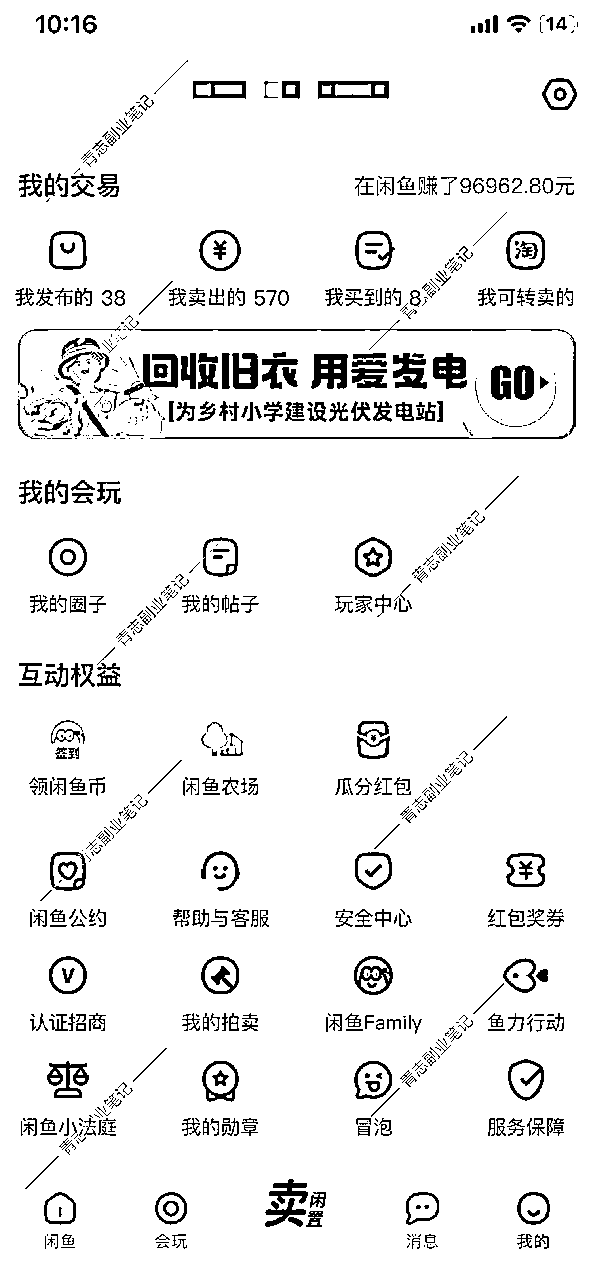 10:16
14
青志副业笔记
我的交易
在闲鱼赚了96962.80元
我发布的 38
我卖出的 570
我买到的 8
我可转卖的
青志副业笔记
业笔记
回收旧衣 用爱发电
[为乡村小学建设光伏发电站]
GO
我的会玩
青志副业笔记
我的圈子
我的帖子
玩家中心
青志副业笔记
互动权益
签到
领闲鱼币
闲鱼农场
瓜分红包
青志副业笔记
青志副业笔记
闲鱼公约
帮助与客服
安全中心
红包奖券
认证招商
我的拍卖
闲鱼Family
鱼力行动
青志副业笔记
闲鱼小法庭
我的勋章
冒泡
服务保障
青志副业笔记
卖闲置
闲鱼
会玩
消息
我的